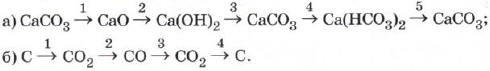 а) CaCO₃ →¹ CaO →² Ca(OH)₂ →³ CaCO₃ →⁴ Ca(HCO₃)₂ →⁵ CaCO₃;
б) C →¹ CO₂ →² CO →³ CO₂ →⁴ C.